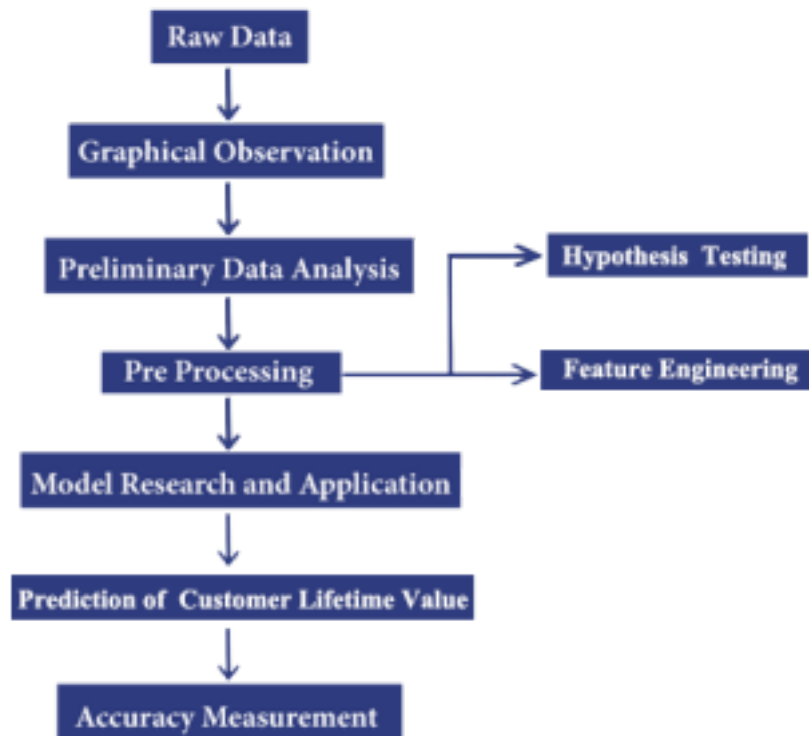 Raw Data
Graphical Observation
Preliminary Data Analysis
Hypothesis Testing
Pre Processing
Feature Engineering
Model Research and Application
Prediction of Customer Lifetime Value
Accuracy Measurement